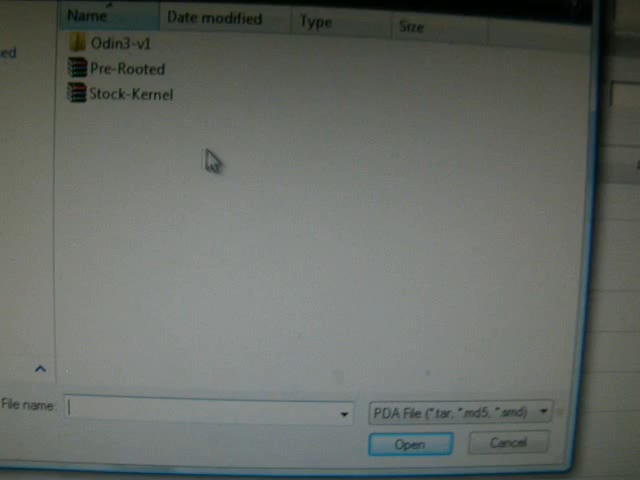 Name Date modified Type Size
Odin3-v1
Pre-Rooted
Stock-Kernel
ed
File name:
PDA File (*.tar, *.md5, *.smd)
Open Cancel